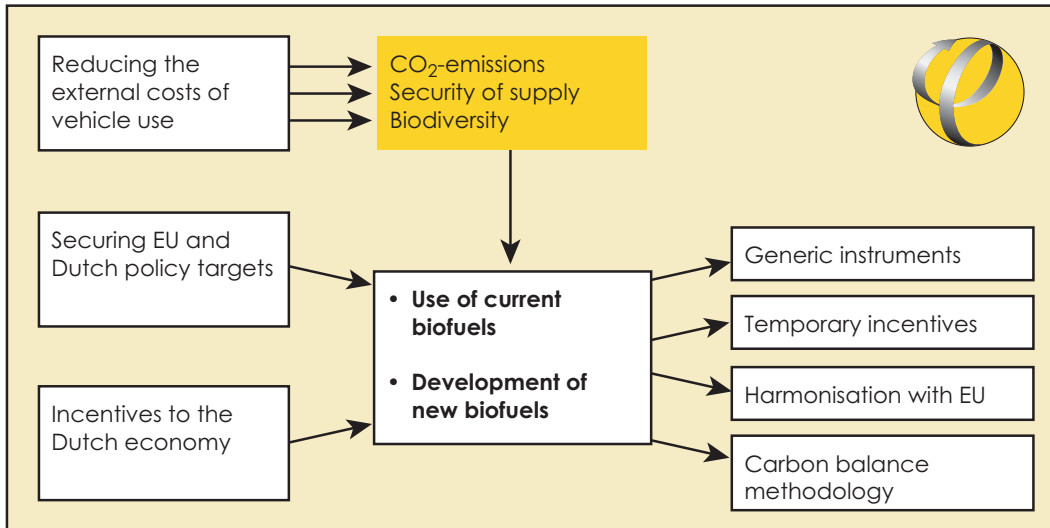 Reducing the
external costs of
vehicle use
CO₂-emissions
Security of supply
Biodiversity
Securing EU and
Dutch policy targets
Incentives to the
Dutch economy
• Use of current
biofuels
• Development of
new biofuels
Generic instruments
Temporary incentives
Harmonisation with EU
Carbon balance
methodology